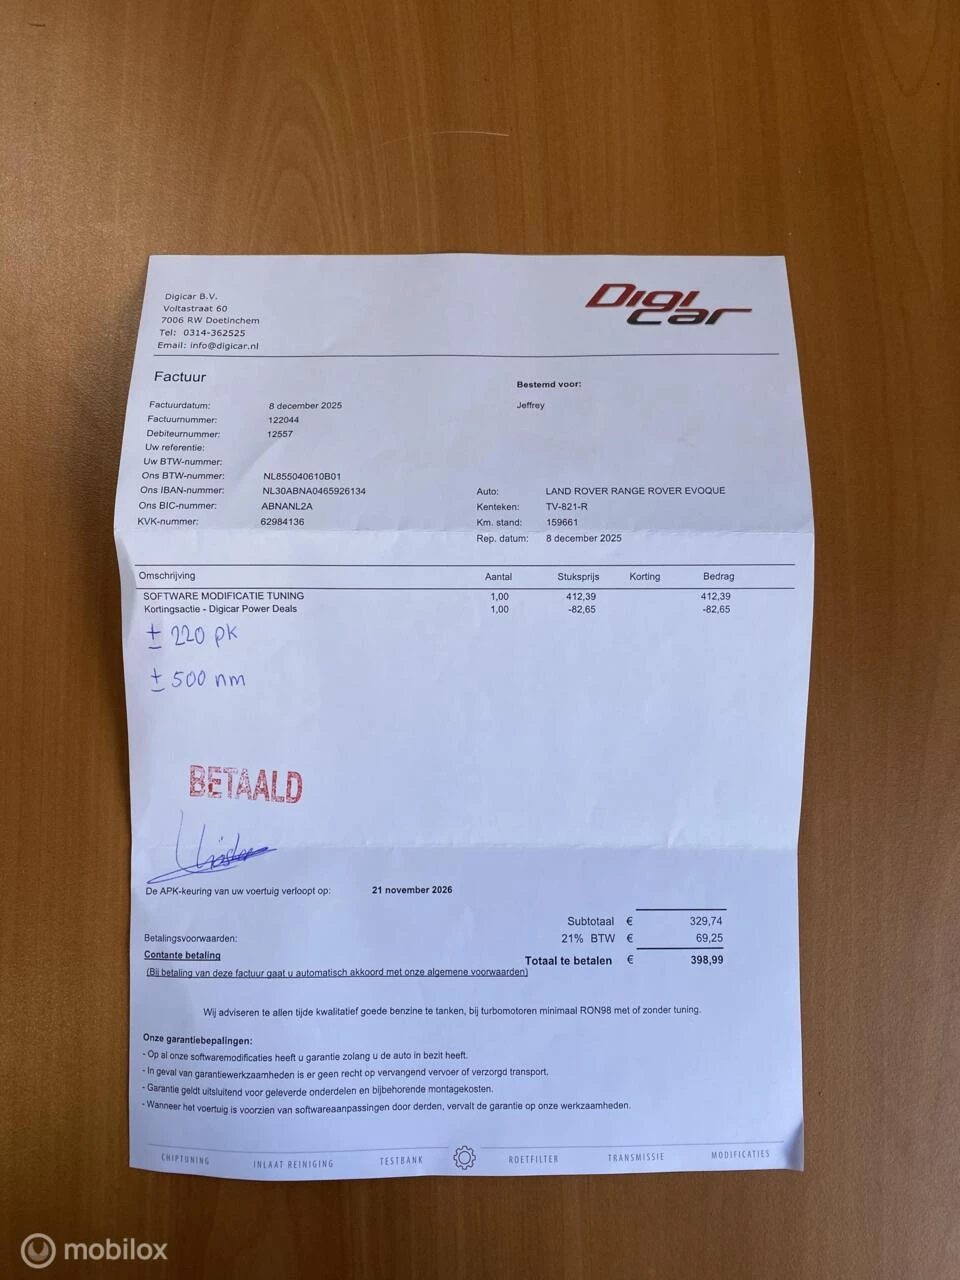 Digi
car
Digicar B.V.
Voltastraat 60
7006 RW Doetinchem
Tel: 0314-362525
Email: info@digicar.nl
Factuur
Bestemd voor:
Jeffrey
Factuurdatum: 8 december 2025
Factuurnummer: 122044
Debiteurnummer: 12557
Uw referentie:
Uw BTW-nummer:
Ons BTW-nummer: NL855040610B01
Ons IBAN-nummer: NL30ABNA0465926134
Ons BIC-nummer: ABNANL2A
KVK-nummer: 62984136
Auto: LAND ROVER RANGE ROVER EVOQUE
Kenteken: TV-821-R
Km. stand: 159661
Rep. datum: 8 december 2025
Omschrijving Aantal Stuksprijs Korting Bedrag
SOFTWARE MODIFICATIE TUNING 1,00 412,39 412,39
Kortingsactie - Digicar Power Deals 1,00 -82,65 -82,65
± 220 pk
± 500 nm
BETAALD
De APK-keuring van uw voertuig verloopt op: 21 november 2026
Subtotaal € 329,74
21% BTW € 69,25
Totaal te betalen € 398,99
Betalingsvoorwaarden:
Contante betaling
(Bij betaling van deze factuur gaat u automatisch akkoord met onze algemene voorwaarden)
Wij adviseren te allen tijde kwalitatief goede benzine te tanken, bij turbomotoren minimaal RON98 met of zonder tuning.
Onze garantiebepalingen:
- Op al onze softwaremodificaties heeft u garantie zolang u de auto in bezit heeft.
- In geval van garantiewerkzaamheden is er geen recht op vervangend vervoer of verzorgd transport.
- Garantie geldt uitsluitend voor geleverde onderdelen en bijbehorende montagekosten.
- Wanneer het voertuig is voorzien van softwareaanpassingen door derden, vervalt de garantie op onze werkzaamheden.
CHIPTUNING INLAAT REINIGING TESTBANK ROETFILTER TRANSMISSIE MODIFICATIES
mobilox